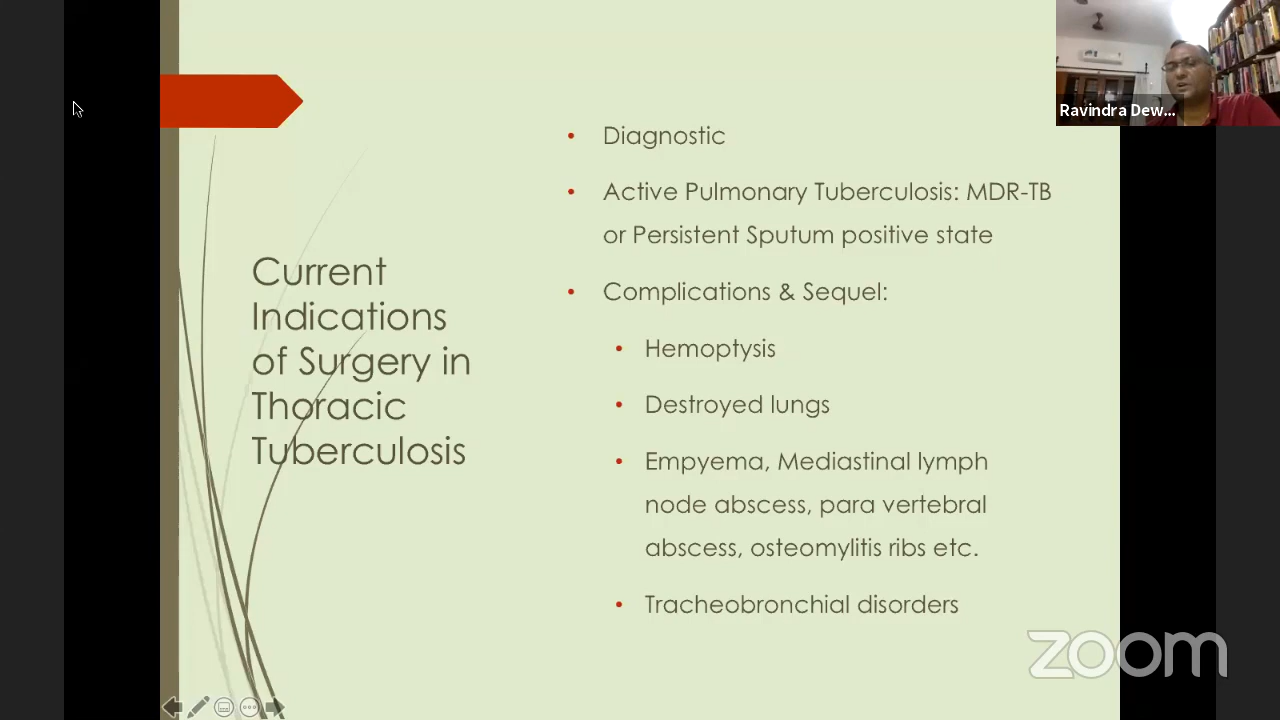 Current
Indications
of Surgery in
Thoracic
Tuberculosis
• Diagnostic
• Active Pulmonary Tuberculosis: MDR-TB
or Persistent Sputum positive state
• Complications & Sequel:
• Hemoptysis
• Destroyed lungs
• Empyema, Mediastinal lymph
node abscess, para vertebral
abscess, osteomylitis ribs etc.
• Tracheobronchial disorders
Ravindra Dew...
zoom